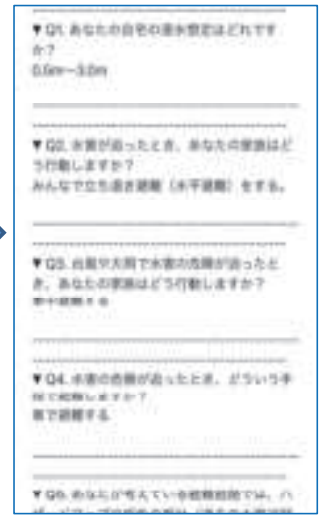 ▼Q1. あなたの自宅の浸水想定はどれです
か？
0.5m〜3.0m
▼Q2. 水害が迫ったとき、あなたの家族はど
う行動しますか？
みんなで立ち退き避難（水平避難）をする。
▼Q3. 台風や大雨で水害の危険が迫ったと
き、あなたの家族はどう行動しますか？
▼Q4. 水害の危険が迫ったとき、どういう手
段で避難しますか？
車で避難する
▼Q5. あなたが考えている避難経路では、ハ